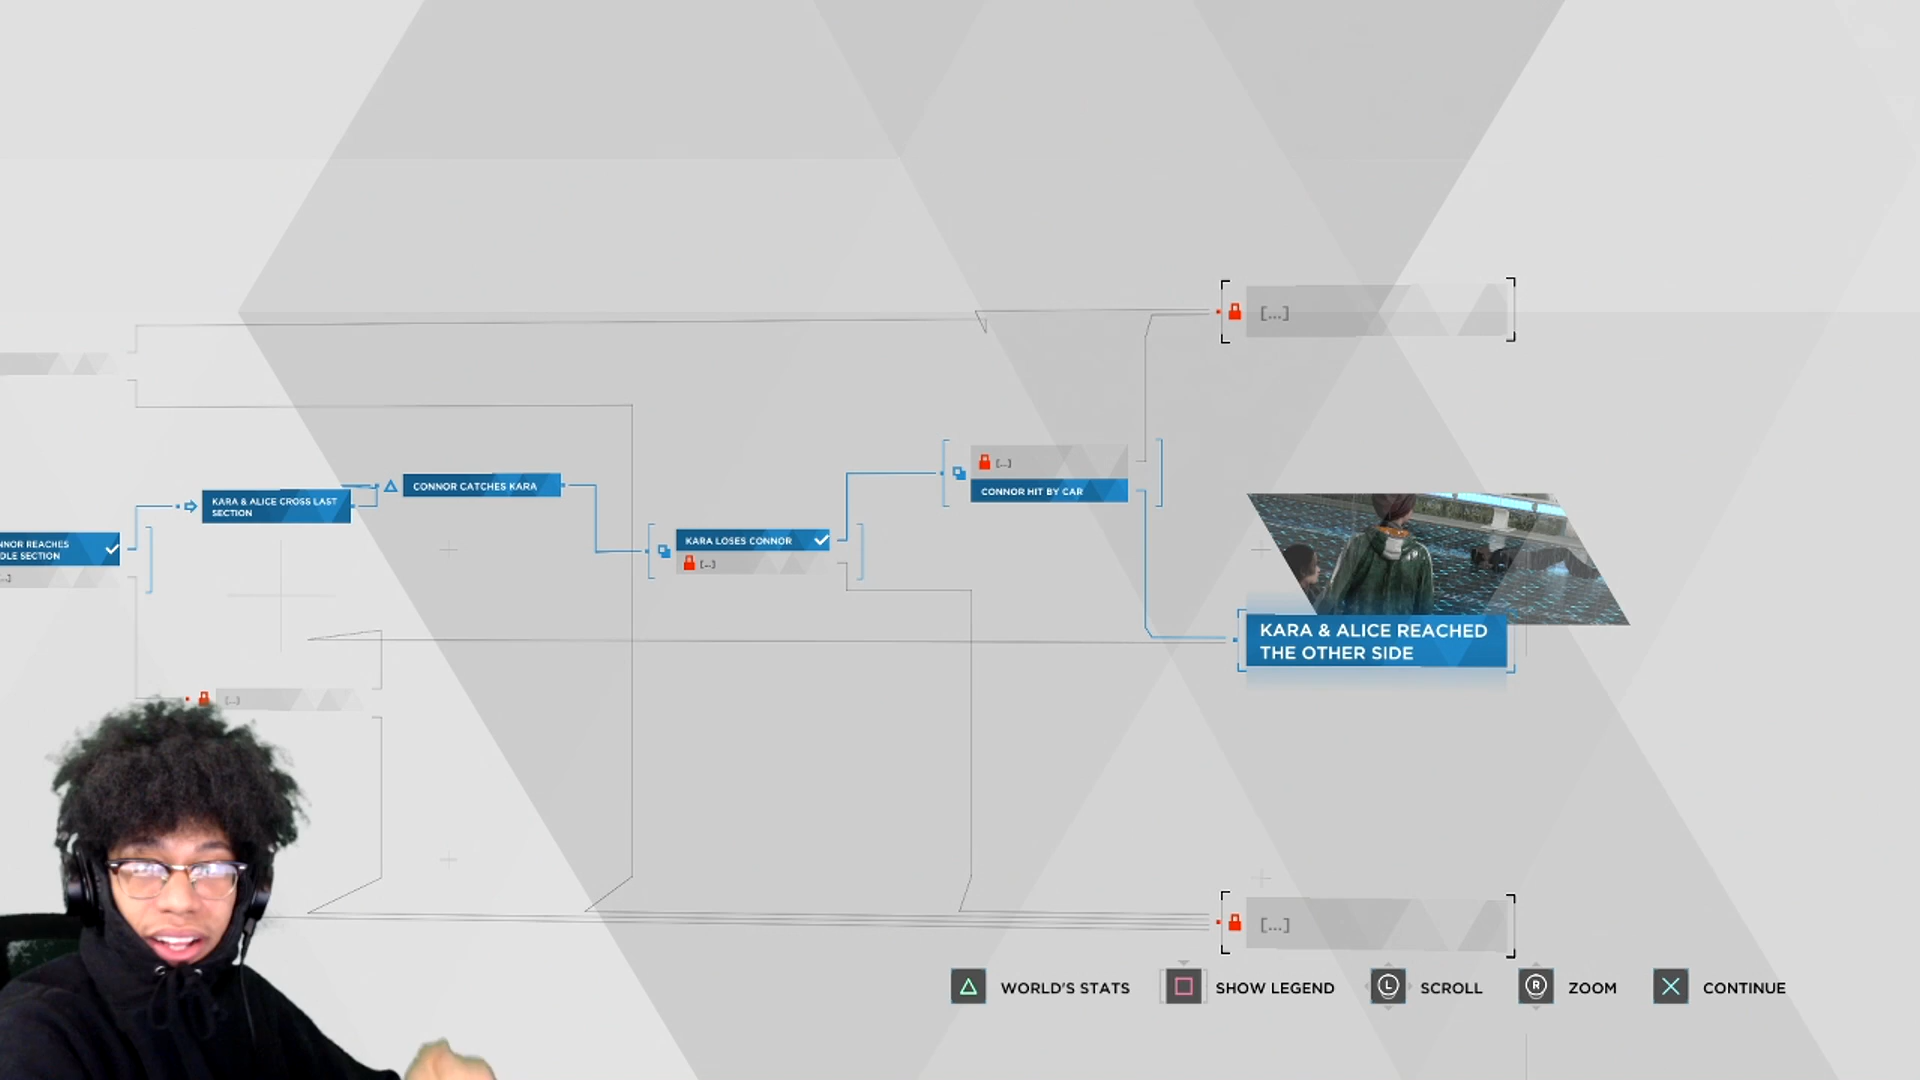 [...]
[...]
CONNOR HIT BY CAR
CONNOR CATCHES KARA
KARA & ALICE CROSS LAST
SECTION
KARA LOSES CONNOR
[...]
NNOR REACHES
DLE SECTION
...]
KARA & ALICE REACHED
THE OTHER SIDE
[...]
[...]
WORLD'S STATS
SHOW LEGEND
L
SCROLL
R
ZOOM
CONTINUE